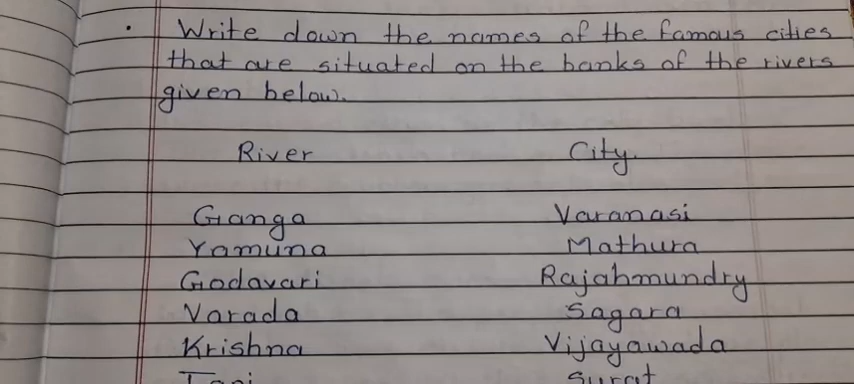 • Write down the names of the famous cities
that are situated on the banks of the rivers
given below.
River City.
Ganga Varanasi
Yamuna Mathura
Godavari Rajahmundry
Varada Sagara
Krishna Vijayawada
Tapi Surat